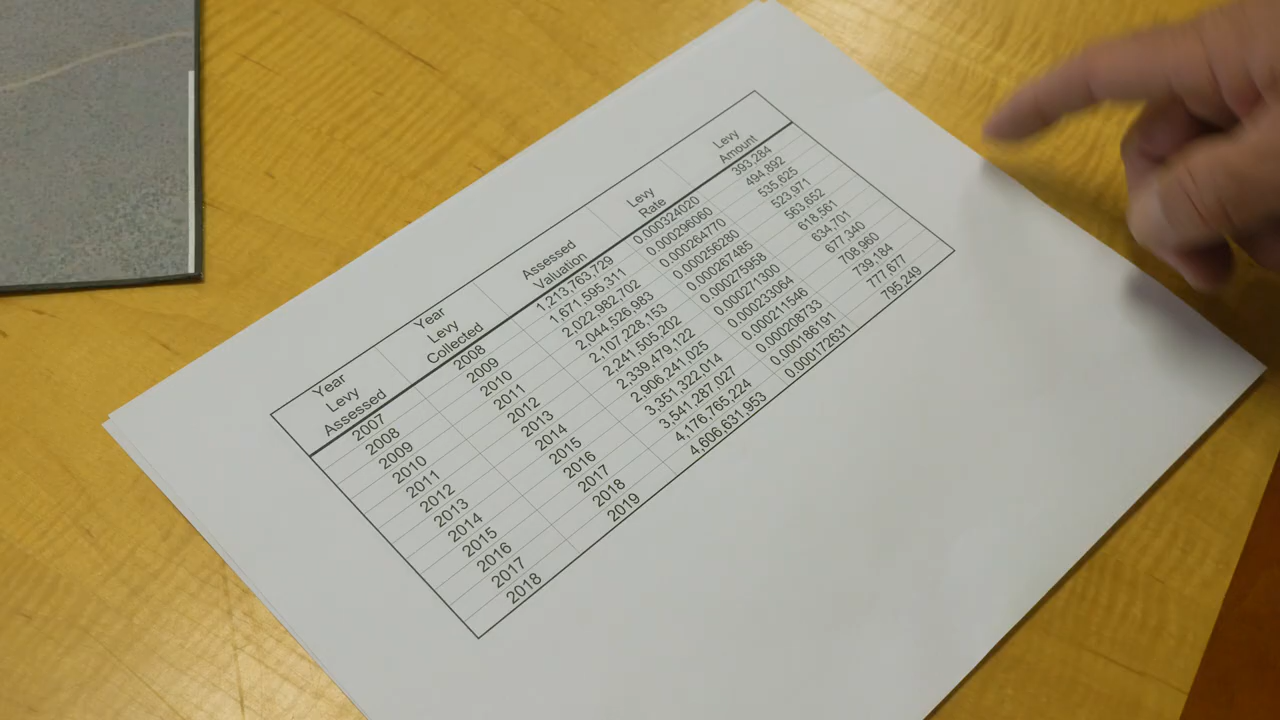 Year Levy Assessed
Year Levy Collected
Assessed Valuation
Levy Rate
Levy Amount
2007 2008 1,213,763,729 0.000324020 393,284
2008 2009 1,671,595,311 0.000296060 494,892
2009 2010 2,022,982,702 0.000264770 535,625
2010 2011 2,044,526,983 0.000256280 523,971
2011 2012 2,107,228,153 0.000267485 563,652
2012 2013 2,241,505,202 0.000275958 618,561
2013 2014 2,339,479,122 0.000271300 634,701
2014 2015 2,906,241,025 0.000233064 677,340
2015 2016 3,351,322,014 0.000211546 708,960
2016 2017 3,541,287,027 0.000208733 739,184
2017 2018 4,176,765,224 0.000186191 777,677
2018 2019 4,606,631,953 0.000172631 795,249